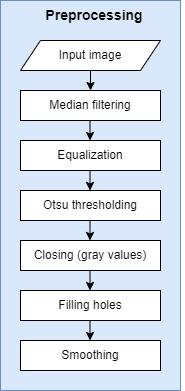 Preprocessing
Input image
Median filtering
Equalization
Otsu thresholding
Closing (gray values)
Filling holes
Smoothing